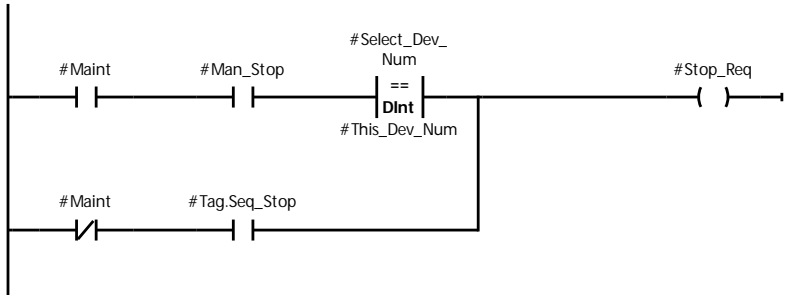 #Select_Dev_
Num
#Maint
#Man_Stop
==
DInt
#Stop_Req
#This_Dev_Num
#Maint
#Tag.Seq_Stop